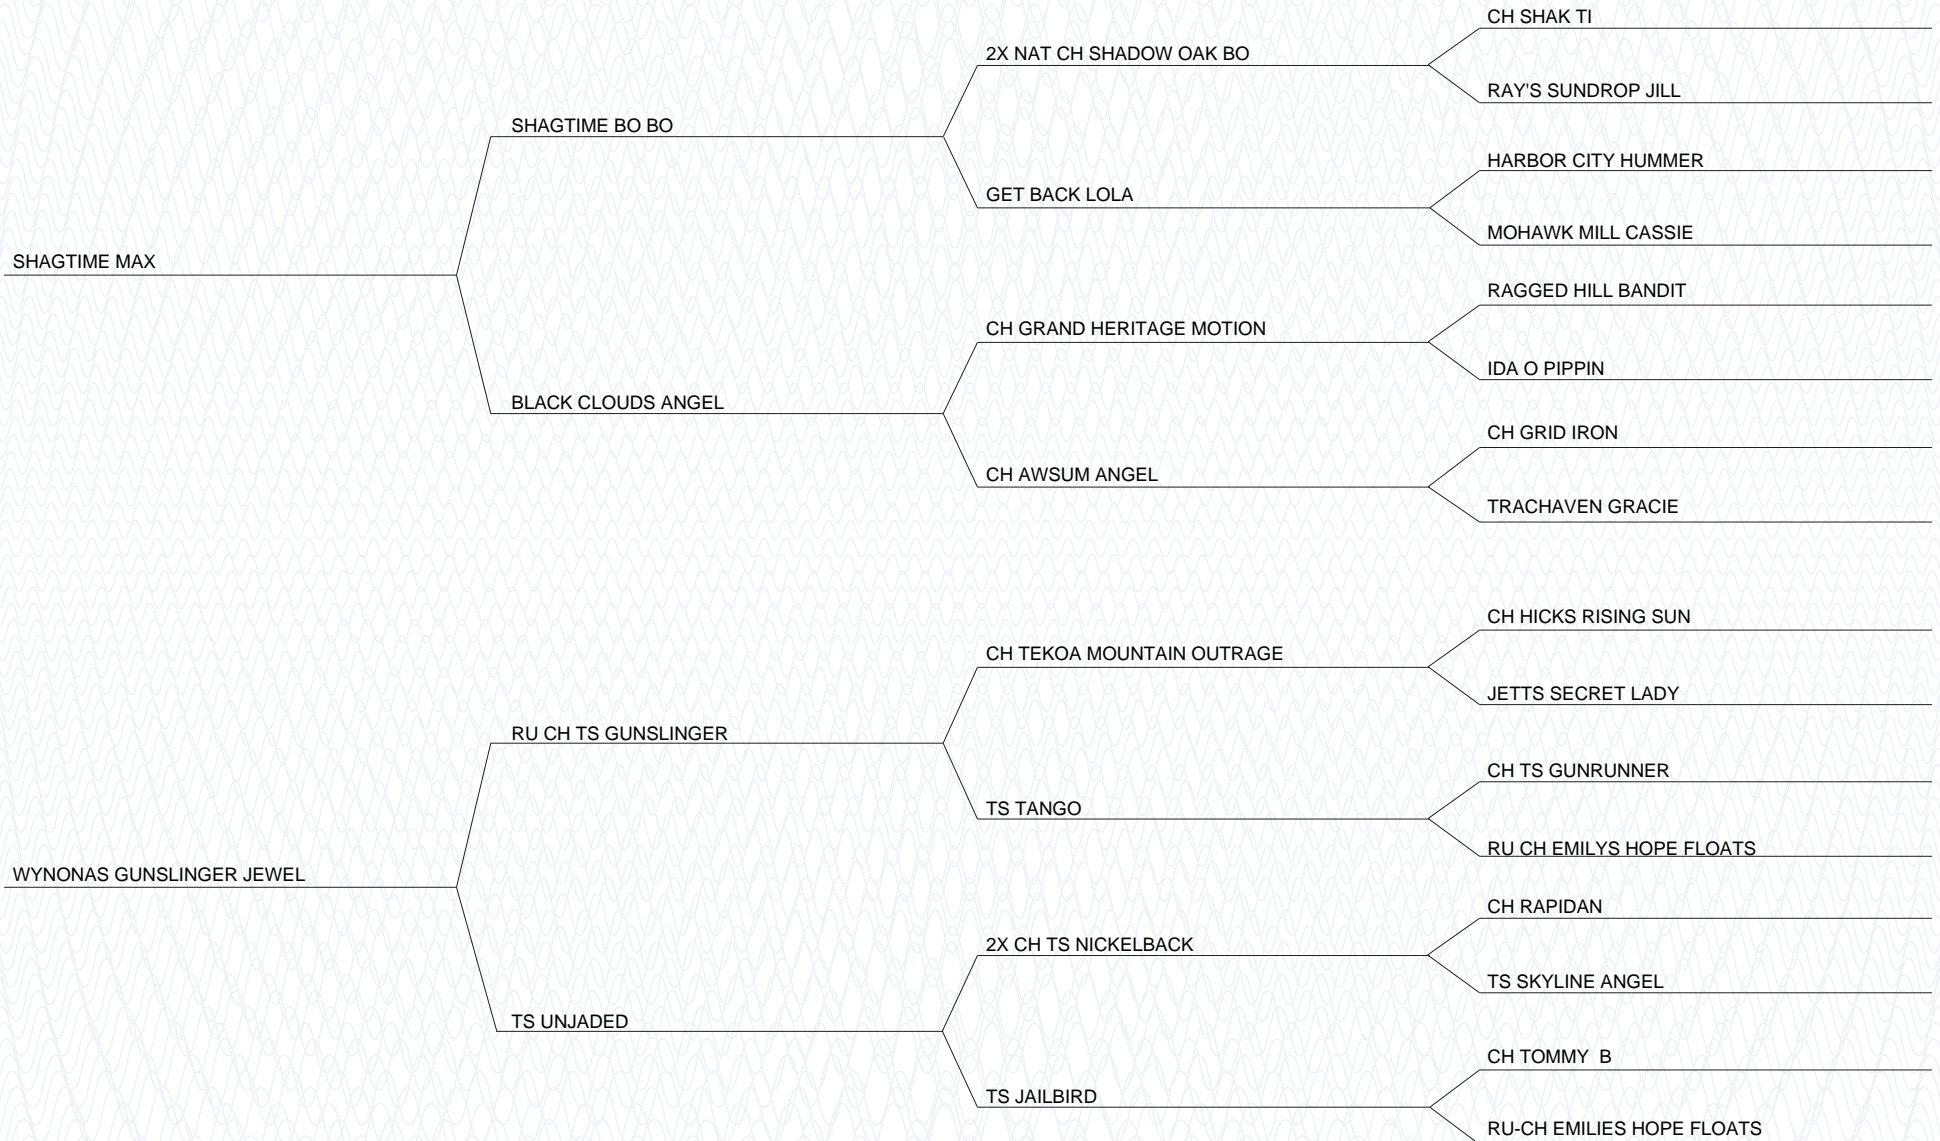 CH SHAK TI
2X NAT CH SHADOW OAK BO
RAY'S SUNDROP JILL
SHAGTIME BO BO
HARBOR CITY HUMMER
GET BACK LOLA
MOHAWK MILL CASSIE
SHAGTIME MAX
RAGGED HILL BANDIT
CH GRAND HERITAGE MOTION
IDA O PIPPIN
BLACK CLOUDS ANGEL
CH GRID IRON
CH AWSUM ANGEL
TRACHAVEN GRACIE
CH HICKS RISING SUN
CH TEKOA MOUNTAIN OUTRAGE
JETTS SECRET LADY
RU CH TS GUNSLINGER
CH TS GUNRUNNER
TS TANGO
RU CH EMILYS HOPE FLOATS
WYNONAS GUNSLINGER JEWEL
CH RAPIDAN
2X CH TS NICKELBACK
TS SKYLINE ANGEL
TS UNJADED
CH TOMMY  B
TS JAILBIRD
RU-CH EMILIES HOPE FLOATS